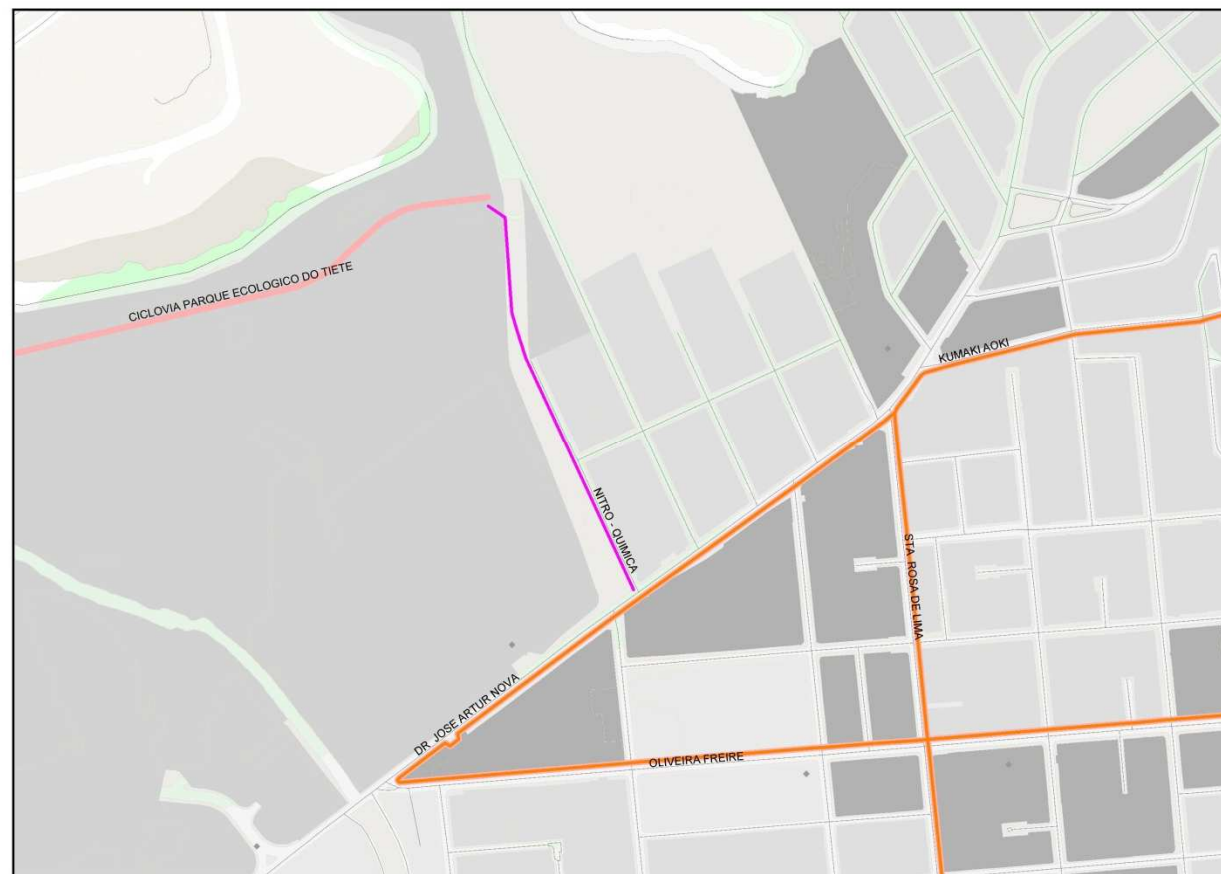 CICLOVIA PARQUE ECOLOGICO DO TIETE
KUMAKI AOKI
NITRO - QUIMICA
STA ROSA DE LIMA
DR JOSE ARTUR NOVA
OLIVEIRA FREIRE